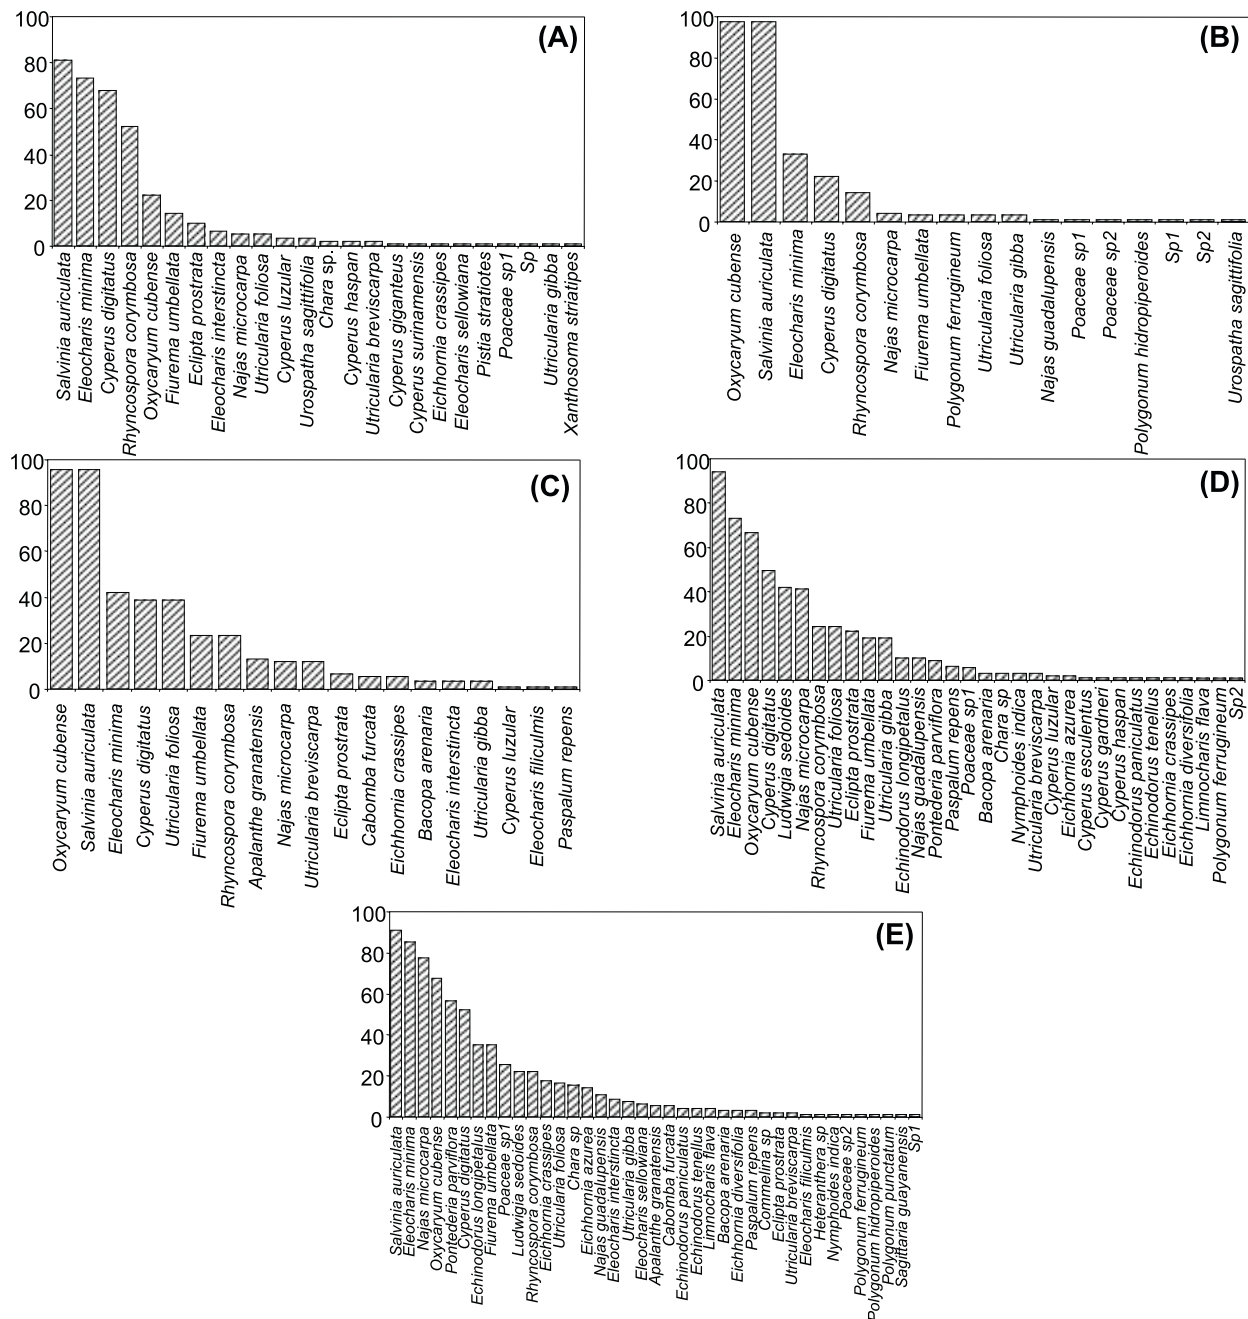 (A)
100
80
60
40
20
0
Salvinia auriculata
Eleocharis minima
Cyperus digitatus
Rhyncospora corymbosa
Oxycaryum cubense
Fiurema umbellata
Eclipta prostrata
Eleocharis interstincta
Najas microcarpa
Utricularia foliosa
Cyperus luzular
Urospatha sagittifolia
Chara sp.
Cyperus haspan
Utricularia breviscarpa
Cyperus giganteus
Cyperus surinamensis
Eichhornia crassipes
Eleocharis sellowiana
Pistia stratiotes
Poaceae sp1
Sp
Utricularia gibba
Xanthosoma striatipes
(B)
100
80
60
40
20
0
Oxycaryum cubense
Salvinia auriculata
Eleocharis minima
Cyperus digitatus
Rhyncospora corymbosa
Najas microcarpa
Fiurema umbellata
Polygonum ferrugineum
Utricularia foliosa
Utricularia gibba
Najas guadalupensis
Poaceae sp1
Poaceae sp2
Polygonum hidropiperoides
Sp1
Sp2
Urospatha sagittifolia
(C)
100
80
60
40
20
0
Oxycaryum cubense
Salvinia auriculata
Eleocharis minima
Cyperus digitatus
Utricularia foliosa
Fiurema umbellata
Rhyncospora corymbosa
Apalanthe granatensis
Najas microcarpa
Utricularia breviscarpa
Eclipta prostrata
Cabomba furcata
Eichhornia crassipes
Bacopa arenaria
Eleocharis interstincta
Utricularia gibba
Cyperus luzular
Eleocharis filiculmis
Paspalum repens
(D)
100
80
60
40
20
0
Salvinia auriculata
Eleocharis minima
Oxycaryum cubense
Cyperus digitatus
Ludwigia sedoides
Najas microcarpa
Rhyncospora corymbosa
Utricularia foliosa
Eclipta prostrata
Fiurema umbellata
Utricularia gibba
Echinodorus longipetalus
Najas guadalupensis
Pontederia parviflora
Paspalum repens
Poaceae sp1
Bacopa arenaria
Chara sp
Nymphoides indica
Utricularia breviscarpa
Cyperus luzular
Eichhornia azurea
Cyperus esculentus
Cyperus gardneri
Cyperus haspan
Echinodorus paniculatus
Echinodorus tenellus
Eichhornia crassipes
Eichhornia diversifolia
Limnocharis flava
Polygonum ferrugineum
Sp2
(E)
100
80
60
40
20
0
Salvinia auriculata
Eleocharis minima
Najas microcarpa
Oxycaryum cubense
Pontederia parviflora
Cyperus digitatus
Echinodorus longipetalus
Fiurema umbellata
Poaceae sp1
Ludwigia sedoides
Rhyncospora corymbosa
Eichhornia crassipes
Utricularia foliosa
Chara sp
Eichhornia azurea
Najas guadalupensis
Eleocharis interstincta
Utricularia gibba
Eleocharis sellowiana
Apalanthe granatensis
Cabomba furcata
Echinodorus paniculatus
Echinodorus tenellus
Limnocharis flava
Bacopa arenaria
Eichhornia diversifolia
Paspalum repens
Commelina sp
Eclipta prostrata
Utricularia breviscarpa
Eleocharis filiculmis
Heteranthera sp
Nymphoides indica
Poaceae sp2
Polygonum ferrugineum
Polygonum hidropiperoides
Polygonum punctatum
Sagittaria guayanensis
Sp1